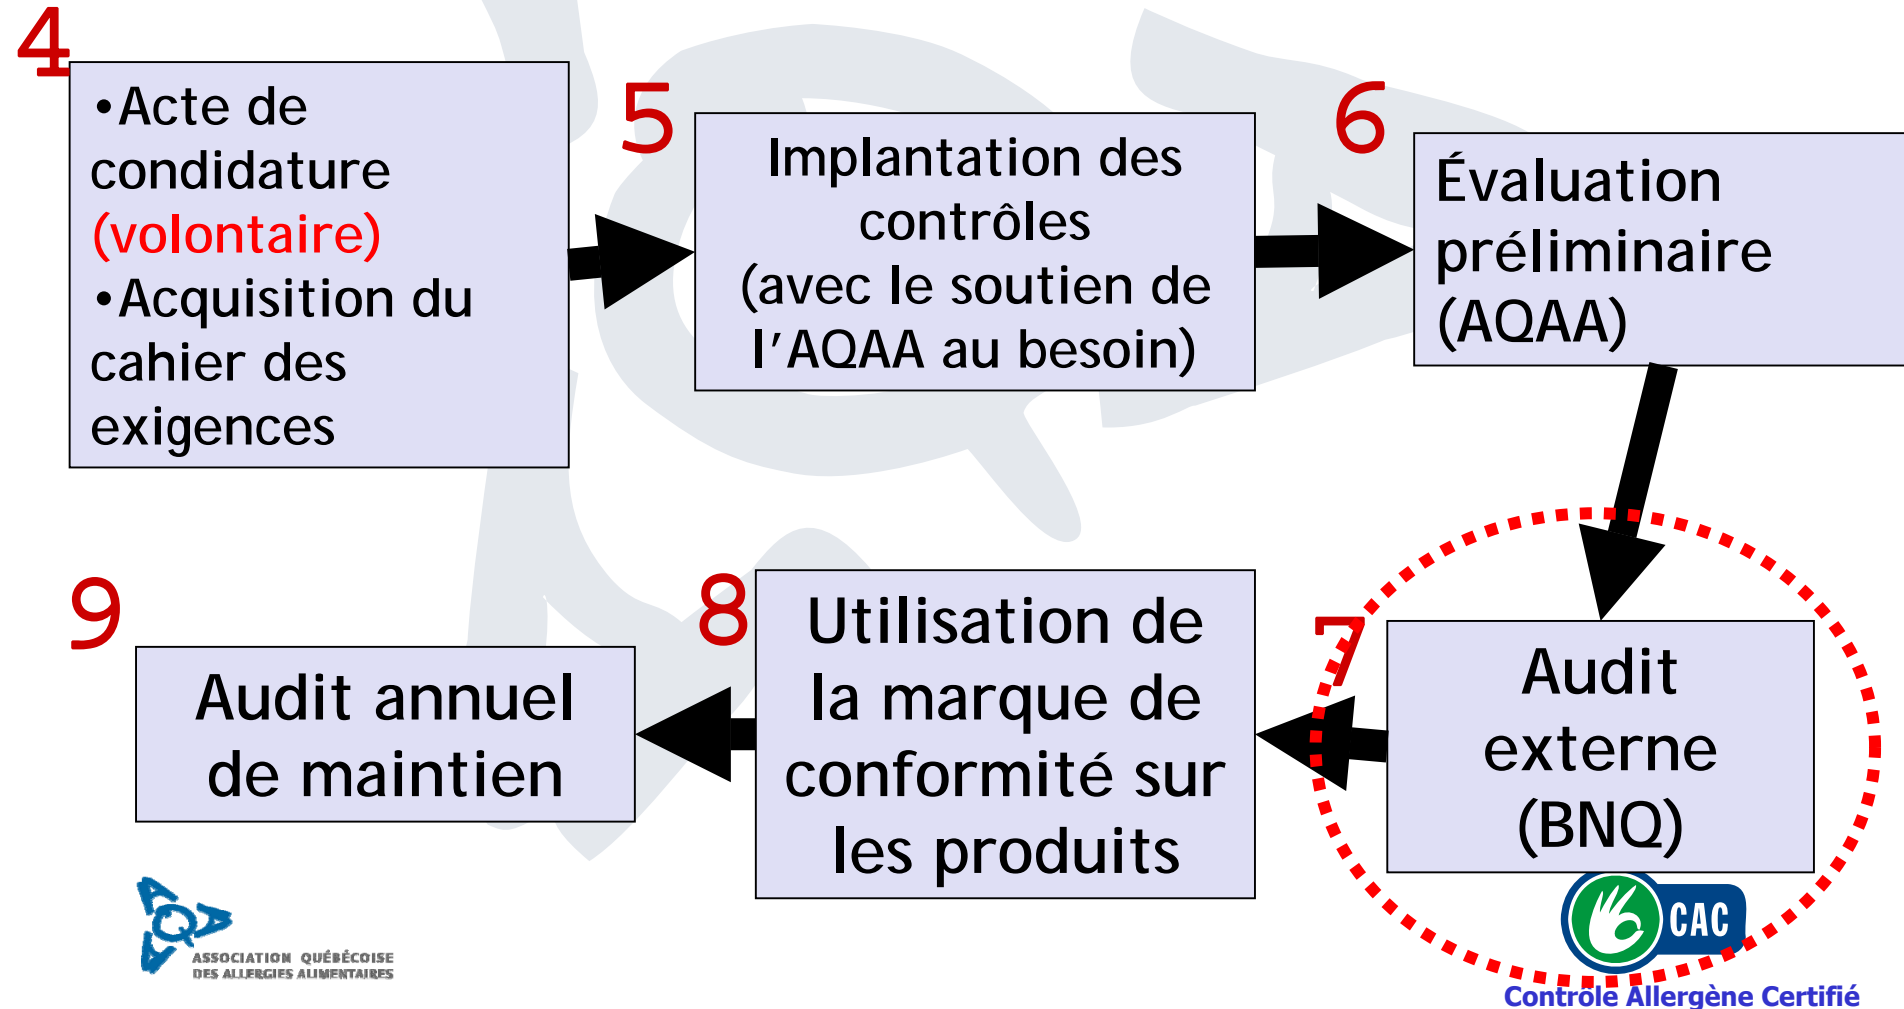 4
•Acte de
condidature
(volontaire)
•Acquisition du
cahier des
exigences
5
Implantation des
contrôles
(avec le soutien de
l'AQAA au besoin)
6
Évaluation
préliminaire
(AQAA)
7
Audit
externe
(BNQ)
8
Utilisation de
la marque de
conformité sur
les produits
9
Audit annuel
de maintien
AQAA
ASSOCIATION QUÉBÉCOISE
DES ALLERGIES ALIMENTAIRES
CAC
Contrôle Allergène Certifié